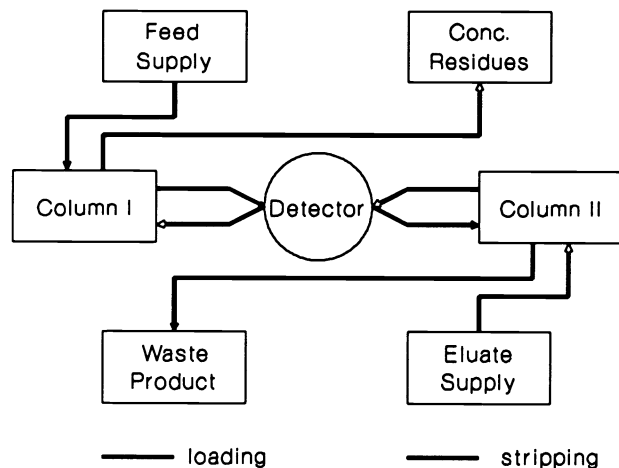 Feed
Supply
Conc.
Residues
Column I
Detector
Column II
Waste
Product
Eluate
Supply
loading
stripping